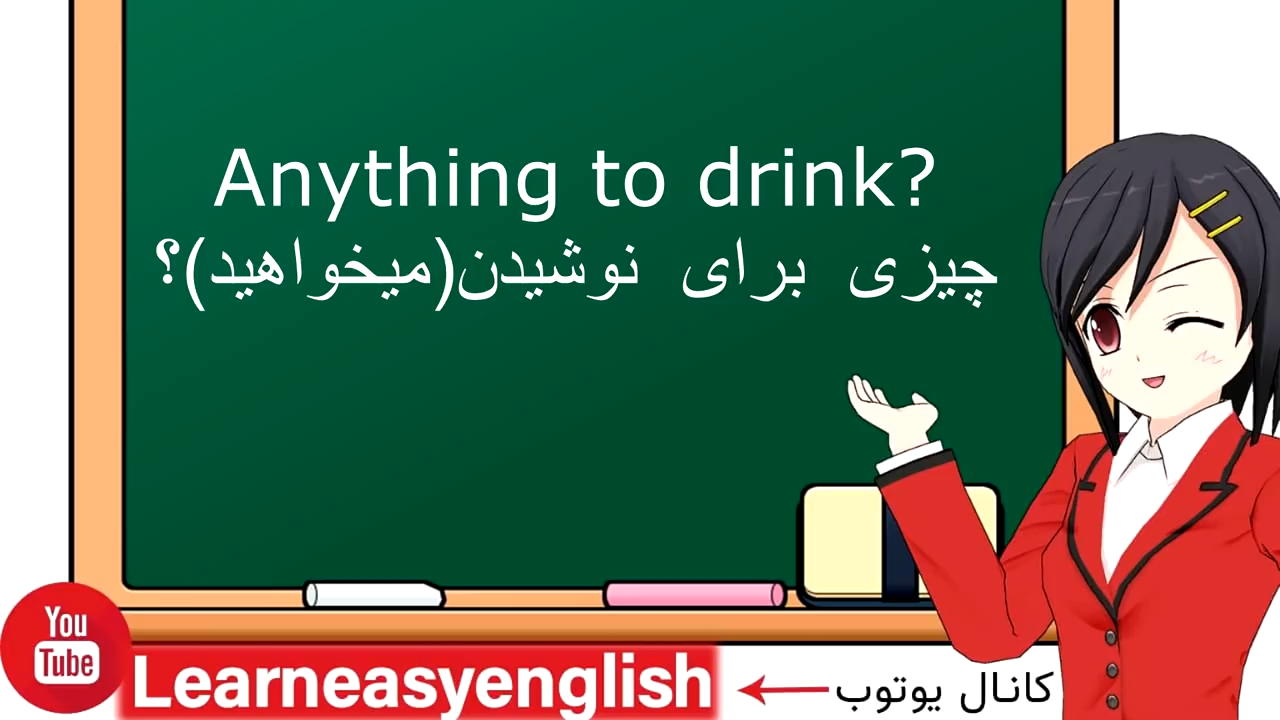 Anything to drink?
چیزی برای نوشیدن(میخواهید)؟
You
Tube
Learneasyenglish
کانال یوتوب